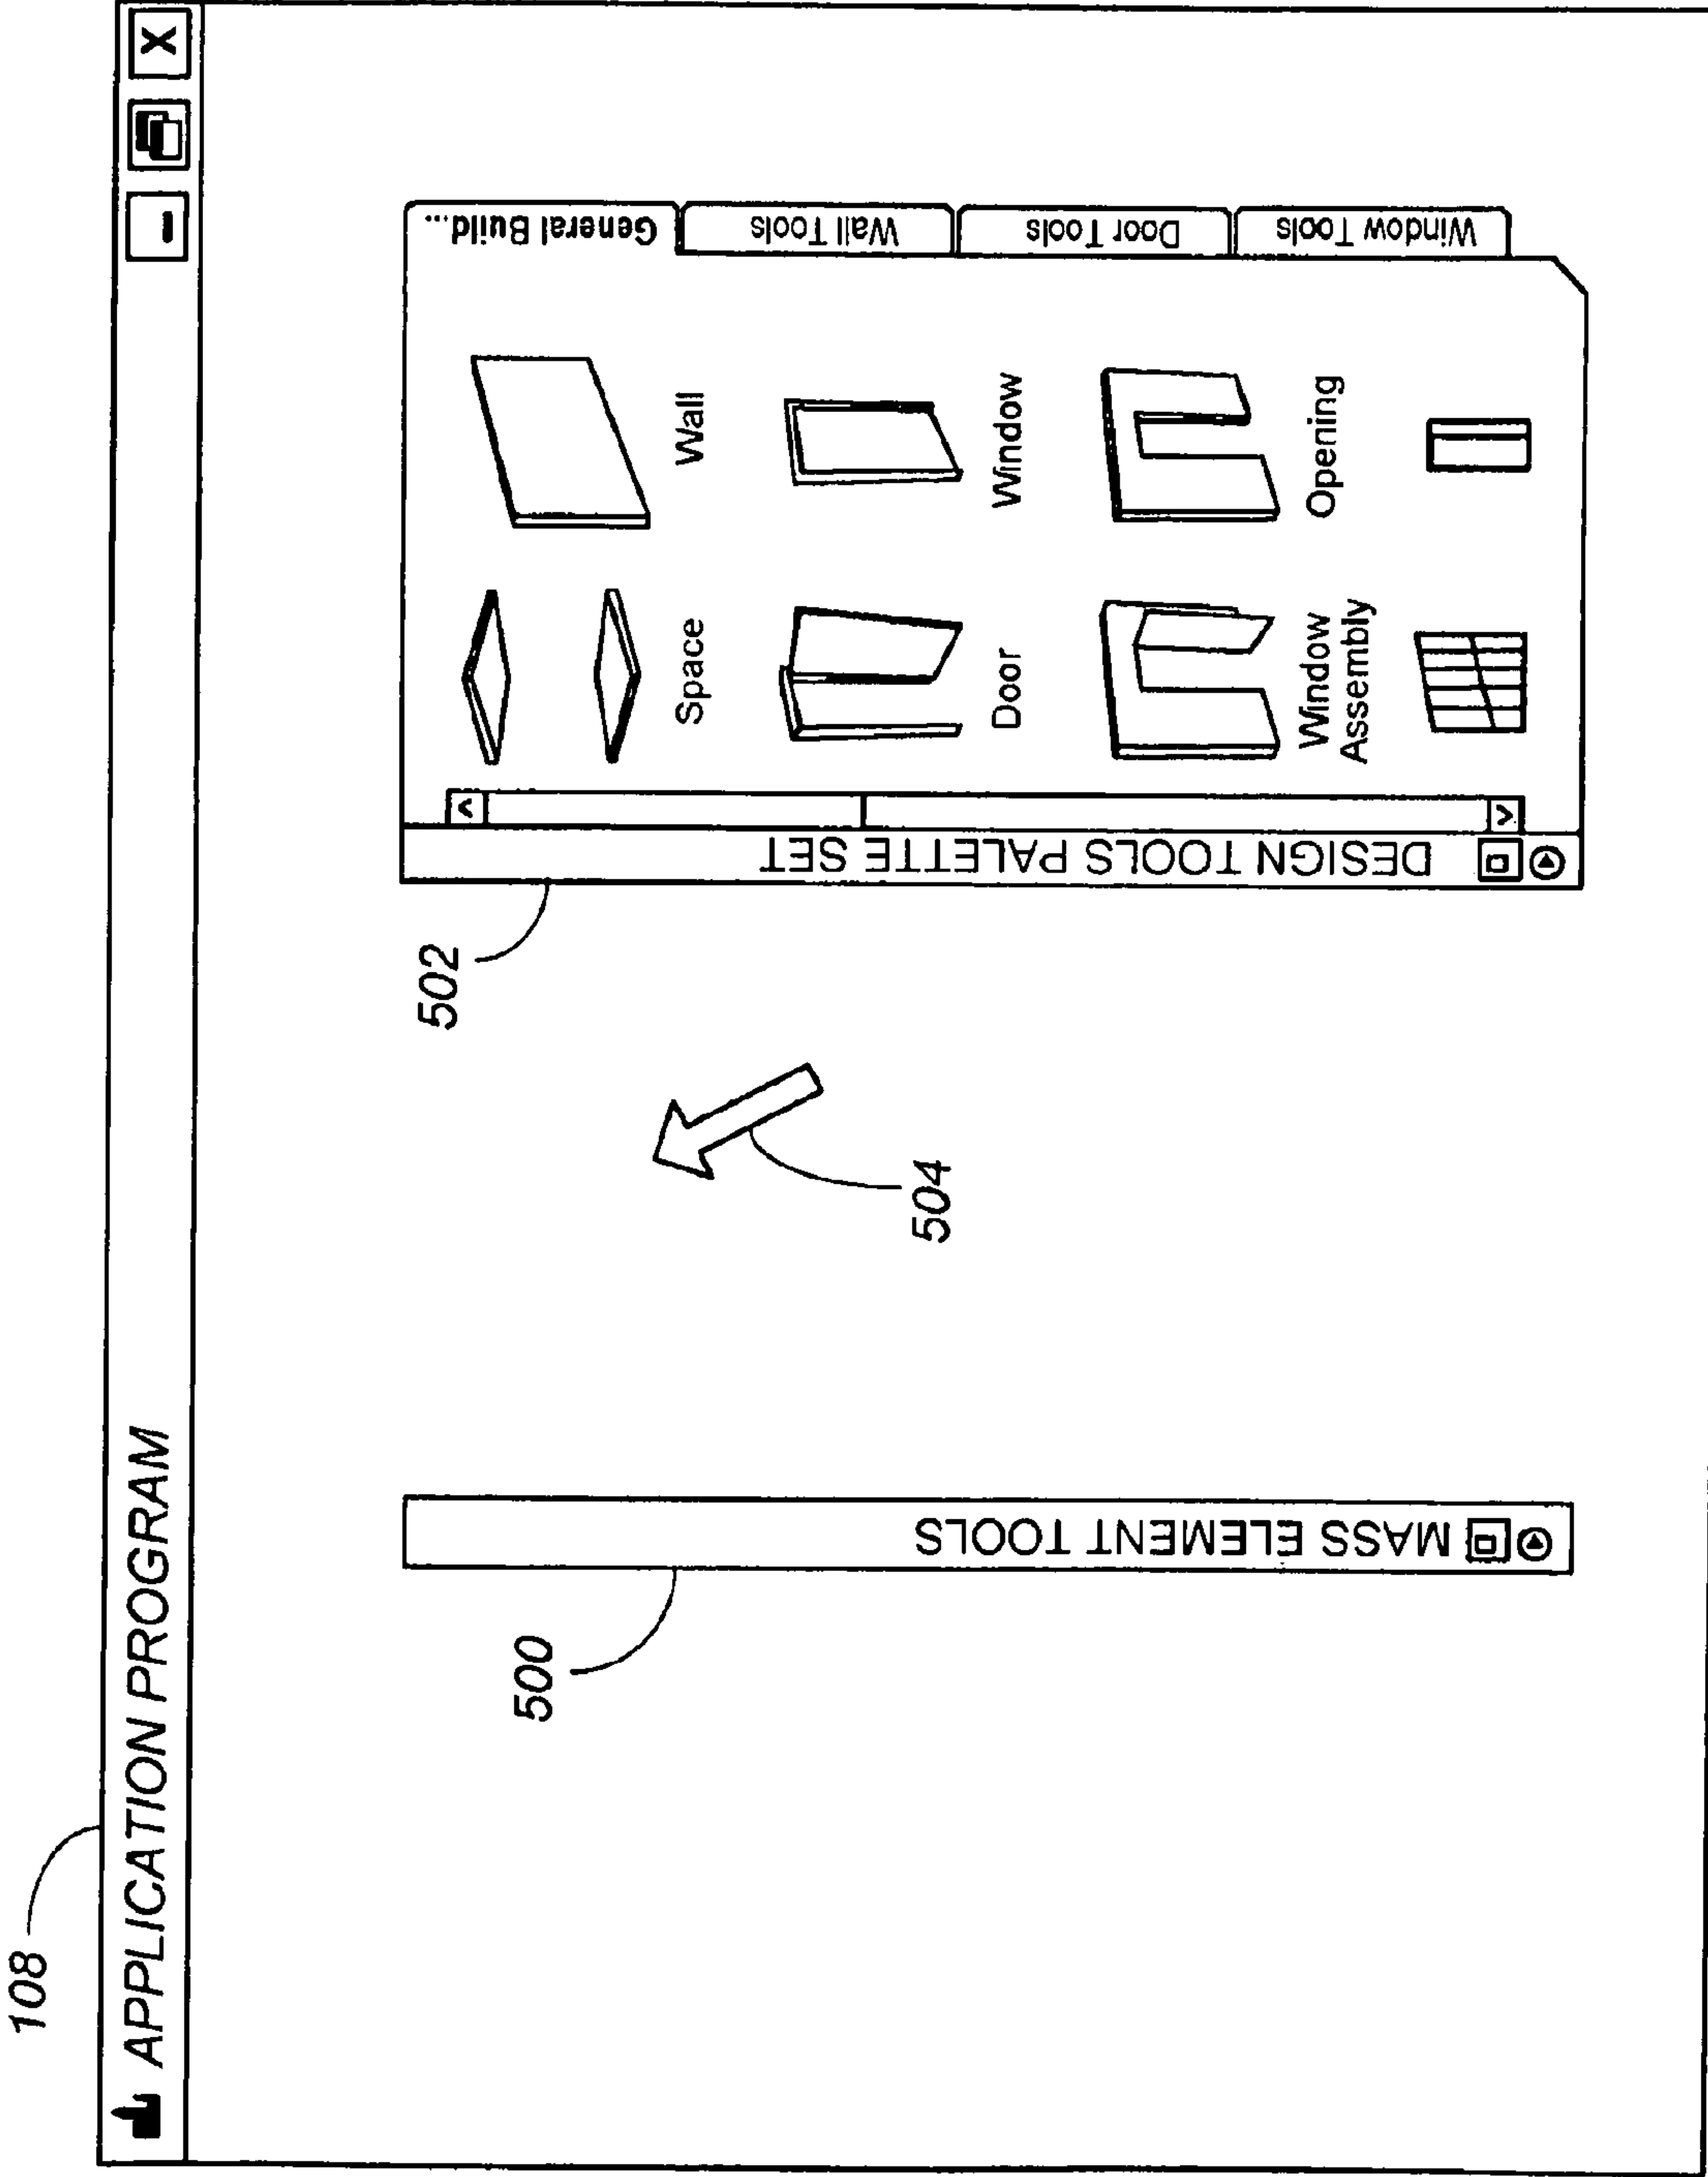 108
APPLICATION PROGRAM
X
500
MASS ELEMENT TOOLS
504
502
DESIGN TOOLS PALETTE SET
Space
Wall
Door
Window
Window
Assembly
Opening
General Build...
Wall Tools
Door Tools
Window Tools